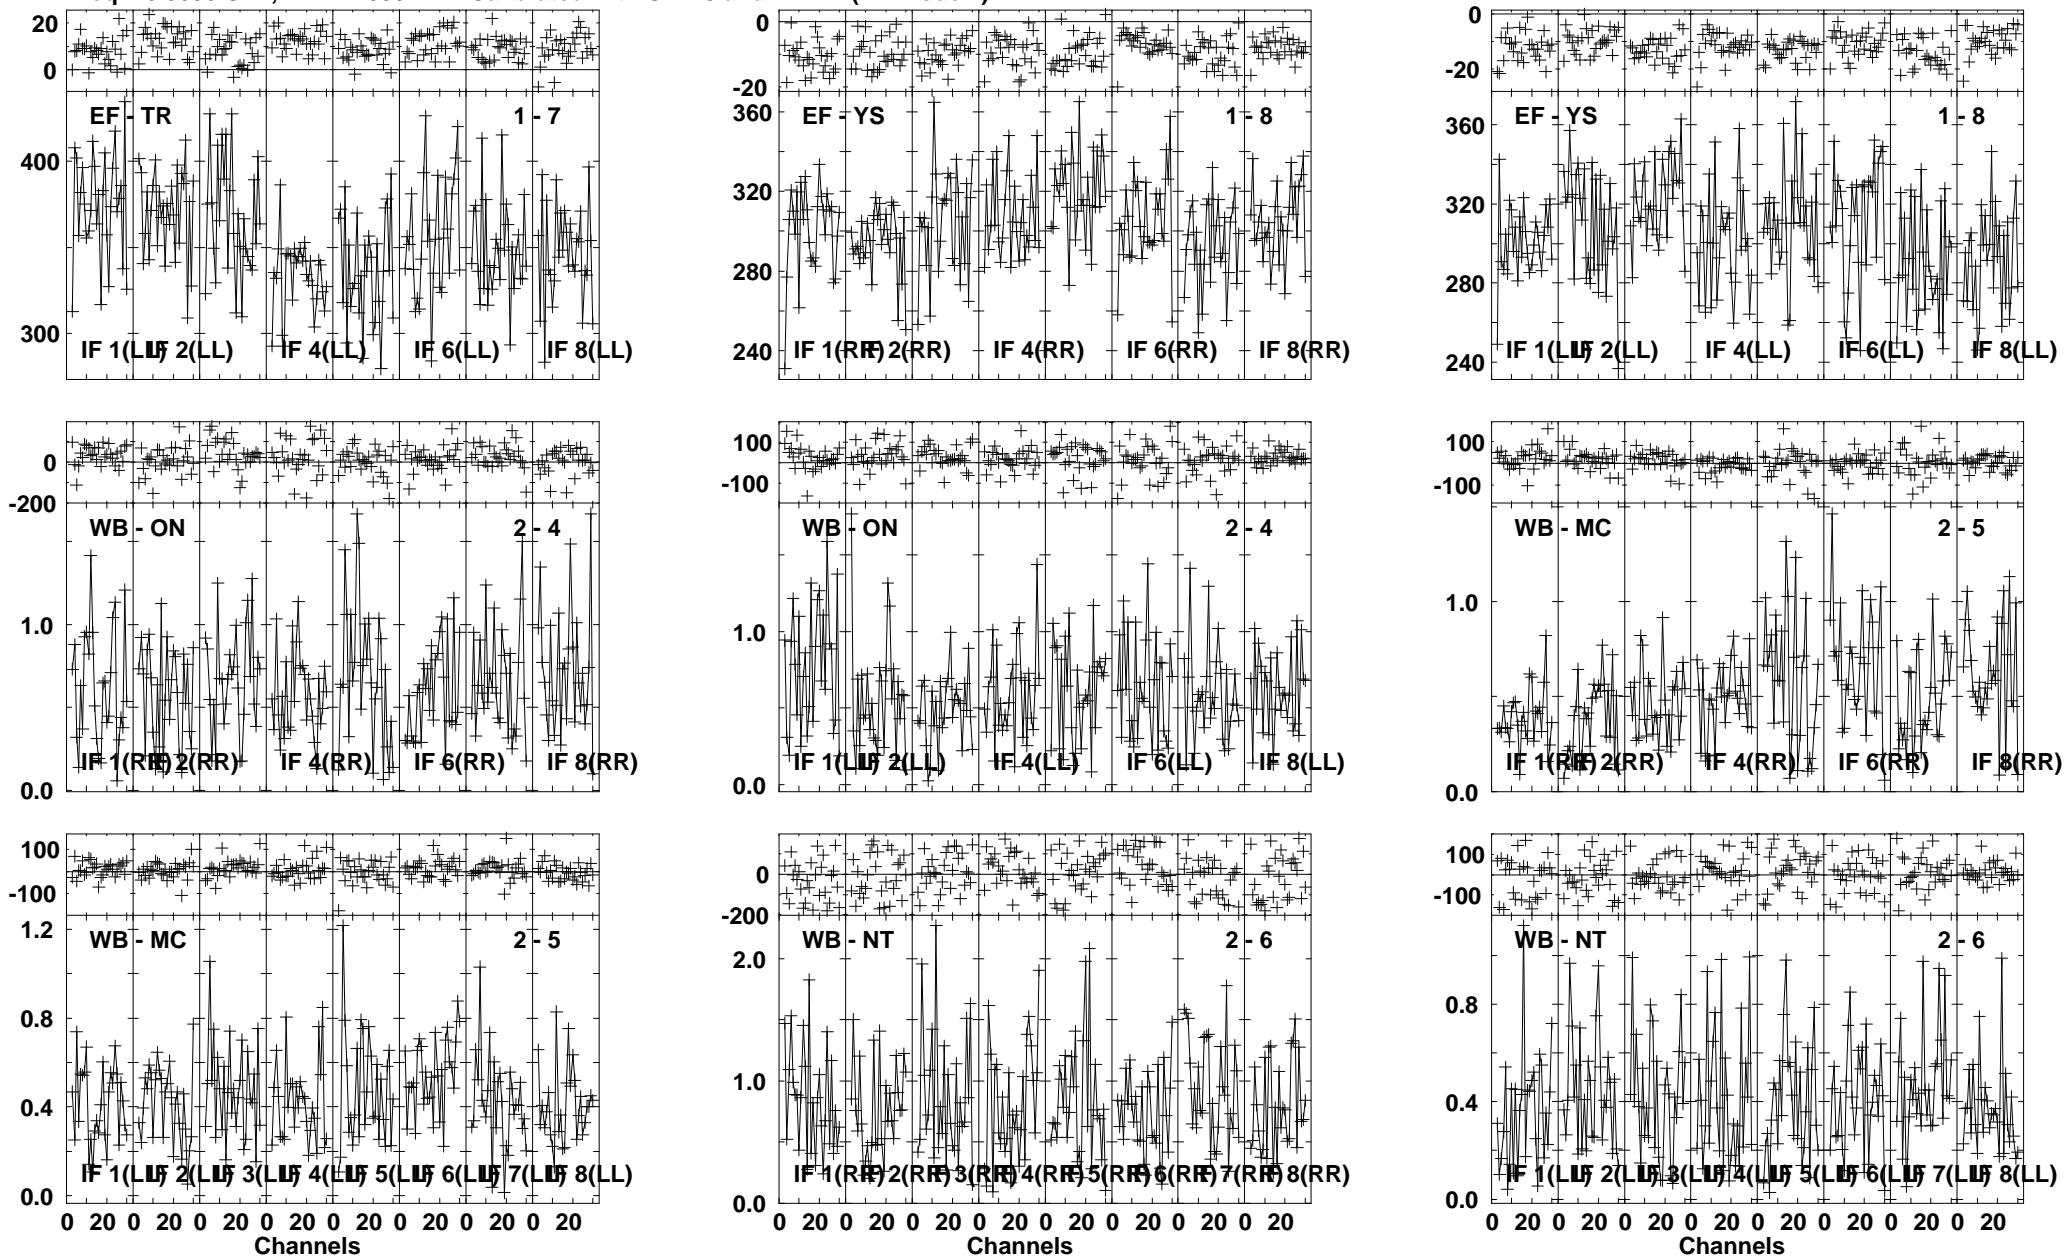 20
0
EF - TR
1 - 7
400
300
IF 1(LL) IF 2(LL) IF 4(LL) IF 6(LL) IF 8(LL)
0
-20
EF - YS
1 - 8
360
320
280
240
IF 1(RR) IF 2(RR) IF 4(RR) IF 6(RR) IF 8(RR)
0
-20
EF - YS
1 - 8
360
320
280
240
IF 1(LL) IF 2(LL) IF 4(LL) IF 6(LL) IF 8(LL)
0
-200
WB - ON
2 - 4
1.0
0.0
IF 1(RR) IF 2(RR) IF 4(RR) IF 6(RR) IF 8(RR)
100
-100
WB - ON
2 - 4
1.0
0.0
IF 1(LL) IF 2(LL) IF 4(LL) IF 6(LL) IF 8(LL)
100
-100
WB - MC
2 - 5
1.0
0.0
IF 1(RR) IF 2(RR) IF 4(RR) IF 6(RR) IF 8(RR)
100
-100
WB - MC
2 - 5
1.2
0.8
0.4
0.0
IF 1(LL) IF 2(LL) IF 3(LL) IF 4(LL) IF 5(LL) IF 6(LL) IF 7(LL) IF 8(LL)
0 20 0 20 0 20 0 20 0 20 0 20 0 20 0 20
Channels
0
-200
WB - NT
2 - 6
2.0
1.0
0.0
IF 1(RR) IF 2(RR) IF 3(RR) IF 4(RR) IF 5(RR) IF 6(RR) IF 7(RR) IF 8(RR)
0 20 0 20 0 20 0 20 0 20 0 20 0 20 0 20
Channels
100
-100
WB - NT
2 - 6
0.8
0.4
0.0
IF 1(LL) IF 2(LL) IF 3(LL) IF 4(LL) IF 5(LL) IF 6(LL) IF 7(LL) IF 8(LL)
0 20 0 20 0 20 0 20 0 20 0 20 0 20 0 20
Channels